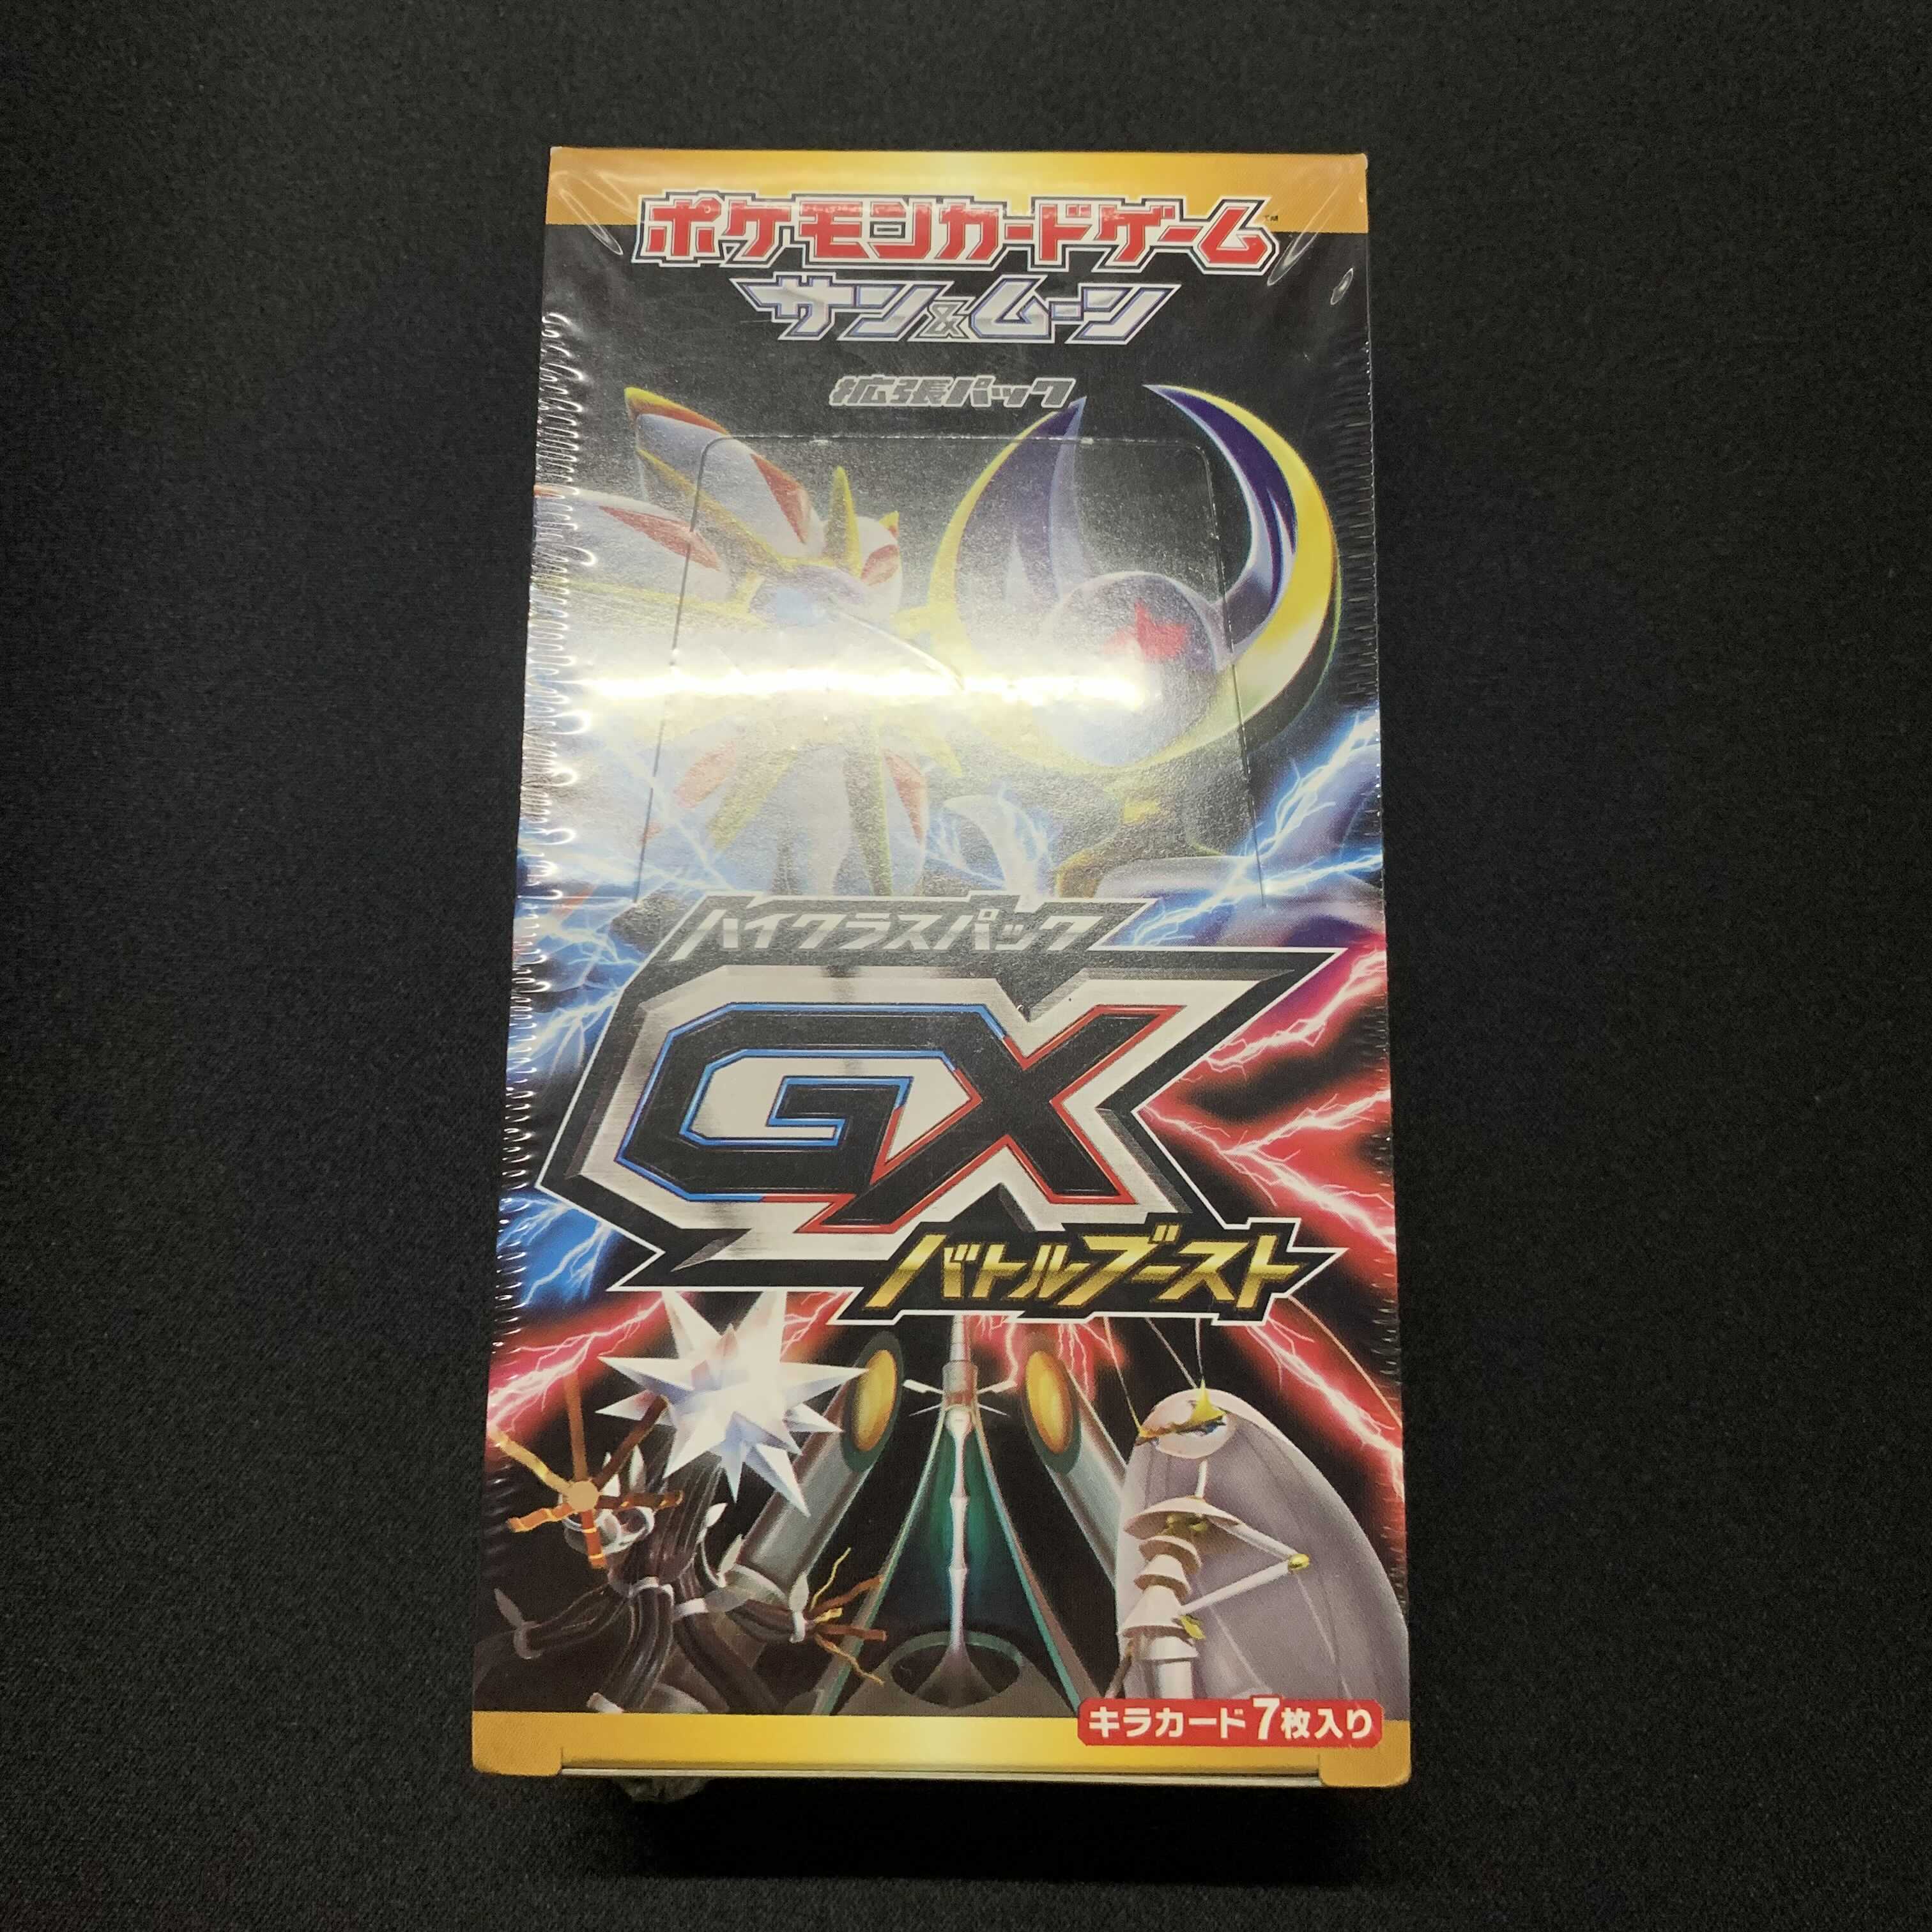 ポケモンカードゲーム™
サン&ムーン
拡張パック
ハイクラスパック
GX
バトルブースト
キラカード7枚入り